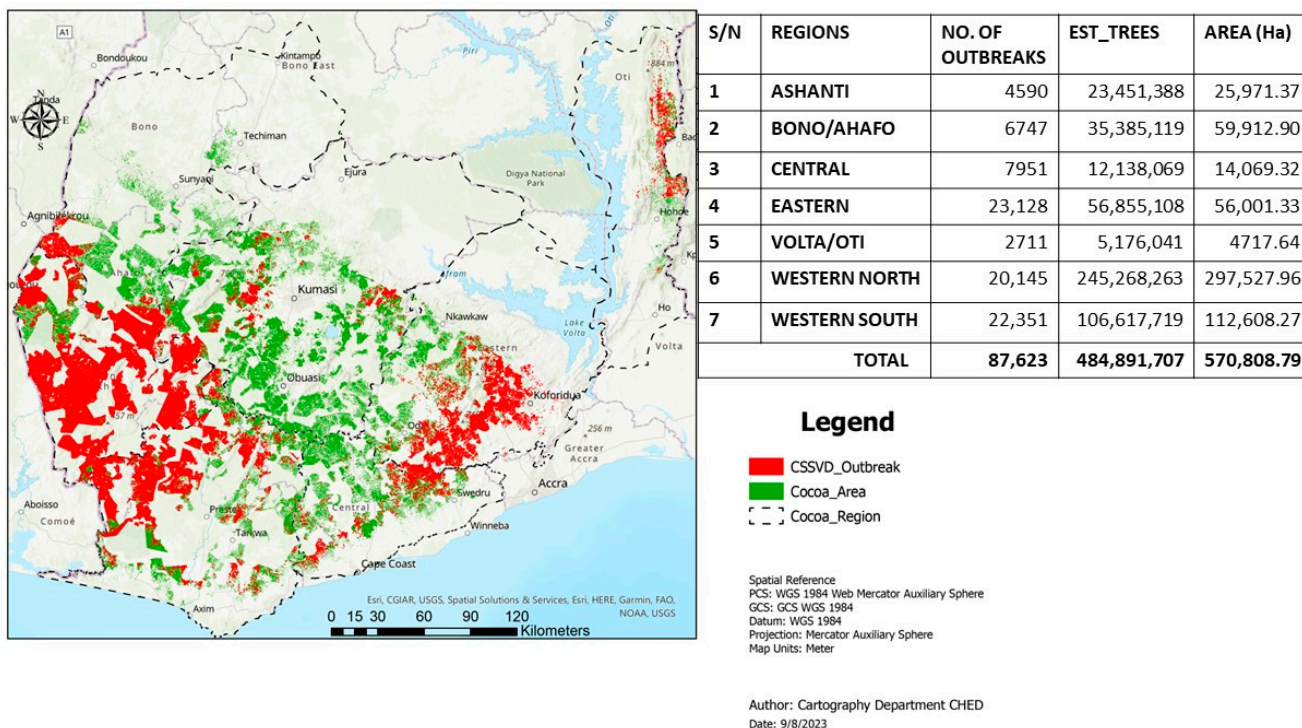 A1
Bondoukou
Kintampo
Bono East
Piri
Oti
884 m
Tanda
N
W
E
S
Bono
Techiman
Sunyani
Ejura
Digya National
Park
Agnibilékrou
Hohoe
Ahafo
Kumasi
Afram
Nkawkaw
Lake
Volta
Ho
Volta
Eastern
Obuasi
Koforidua
57 m
256 m
Greater
Accra
Aboisso
Comoé
Prestea
Tarkwa
Central
Swedru
Accra
Winneba
Cape Coast
Axim
Esri, CGIAR, USGS, Spatial Solutions & Services, Esri, HERE, Garmin, FAO,
NOAA, USGS
0 15 30 60 90 120
Kilometers
S/N REGIONS NO. OF OUTBREAKS EST_TREES AREA (Ha)
1 ASHANTI 4590 23,451,388 25,971.37
2 BONO/AHAFO 6747 35,385,119 59,912.90
3 CENTRAL 7951 12,138,069 14,069.32
4 EASTERN 23,128 56,855,108 56,001.33
5 VOLTA/OTI 2711 5,176,041 4717.64
6 WESTERN NORTH 20,145 245,268,263 297,527.96
7 WESTERN SOUTH 22,351 106,617,719 112,608.27
TOTAL 87,623 484,891,707 570,808.79
Legend
CSSVD_Outbreak
Cocoa_Area
Cocoa_Region
Spatial Reference
PCS: WGS 1984 Web Mercator Auxiliary Sphere
GCS: GCS WGS 1984
Datum: WGS 1984
Projection: Mercator Auxiliary Sphere
Map Units: Meter
Author: Cartography Department CHED
Date: 9/8/2023